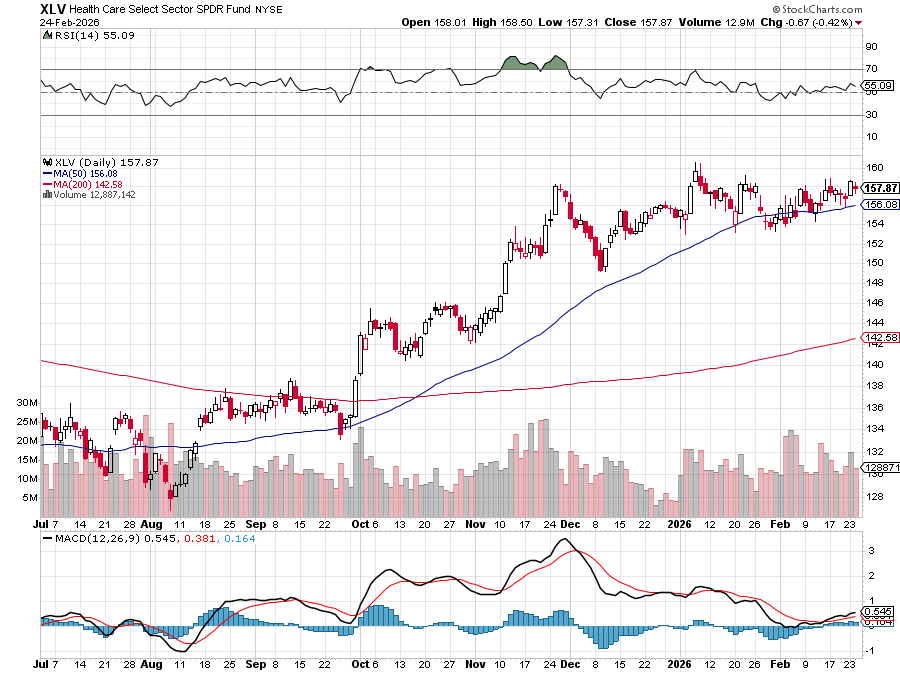 XLV Health Care Select Sector SPDR Fund NYSE
© StockCharts.com
24-Feb-2026
Open 158.01 High 158.50 Low 157.31 Close 157.87 Volume 12.9M Chg -0.67 (-0.42%)
RSI(14) 55.09
90
70
55.09
50
30
10
XLV (Daily) 157.87
MA(50) 156.08
MA(200) 142.58
Volume 12,887,142
160
157.87
156.08
154
152
150
148
146
144
142.58
142
140
138
136
134
132
128
30M
25M
20M
15M
10M
5M
128871
Jul 7 14 21 28 Aug 11 18 25 Sep 8 15 22 Oct 6 13 20 27 Nov 10 17 24 Dec 8 15 22 2026 12 20 26 Feb 9 17 23
MACD(12,26,9) 0.545, 0.381, 0.164
3
2
1
0.545
0.164
-1
Jul 7 14 21 28 Aug 11 18 25 Sep 8 15 22 Oct 6 13 20 27 Nov 10 17 24 Dec 8 15 22 2026 12 20 26 Feb 9 17 23